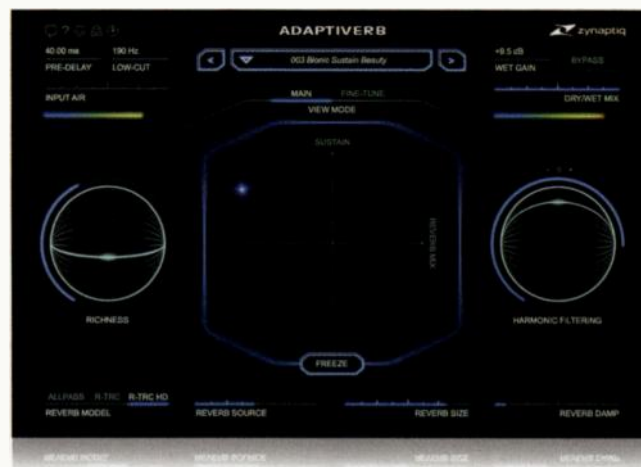 ADAPTIVERB
zynaptiq
40.00 ms
190 Hz
PRE-DELAY
LOW-CUT
003 Bionic Sustain Beauty
+9.5 dB
BYPASS
WET GAIN
INPUT AIR
MAIN
FINE-TUNE
VIEW MODE
DRY/WET MIX
SUSTAIN
REVERB MIX
RICHNESS
HARMONIC FILTERING
FREEZE
ALLPASS R-TRC R-TRC HD
REVERB MODEL
REVERB SOURCE
REVERB SIZE
REVERB DAMP